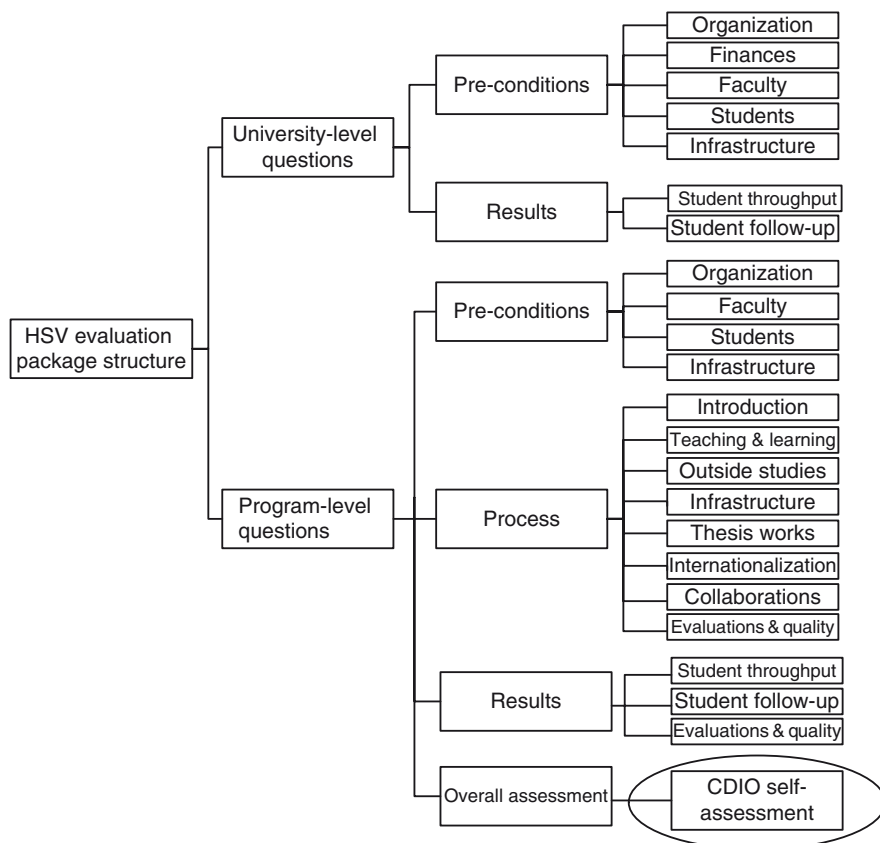 HSV evaluation
package structure
University-level
questions
Pre-conditions
Organization
Finances
Faculty
Students
Infrastructure
Results
Student throughput
Student follow-up
Program-level
questions
Pre-conditions
Organization
Faculty
Students
Infrastructure
Process
Introduction
Teaching & learning
Outside studies
Infrastructure
Thesis works
Internationalization
Collaborations
Evaluations & quality
Results
Student throughput
Student follow-up
Evaluations & quality
Overall assessment
CDIO self-
assessment